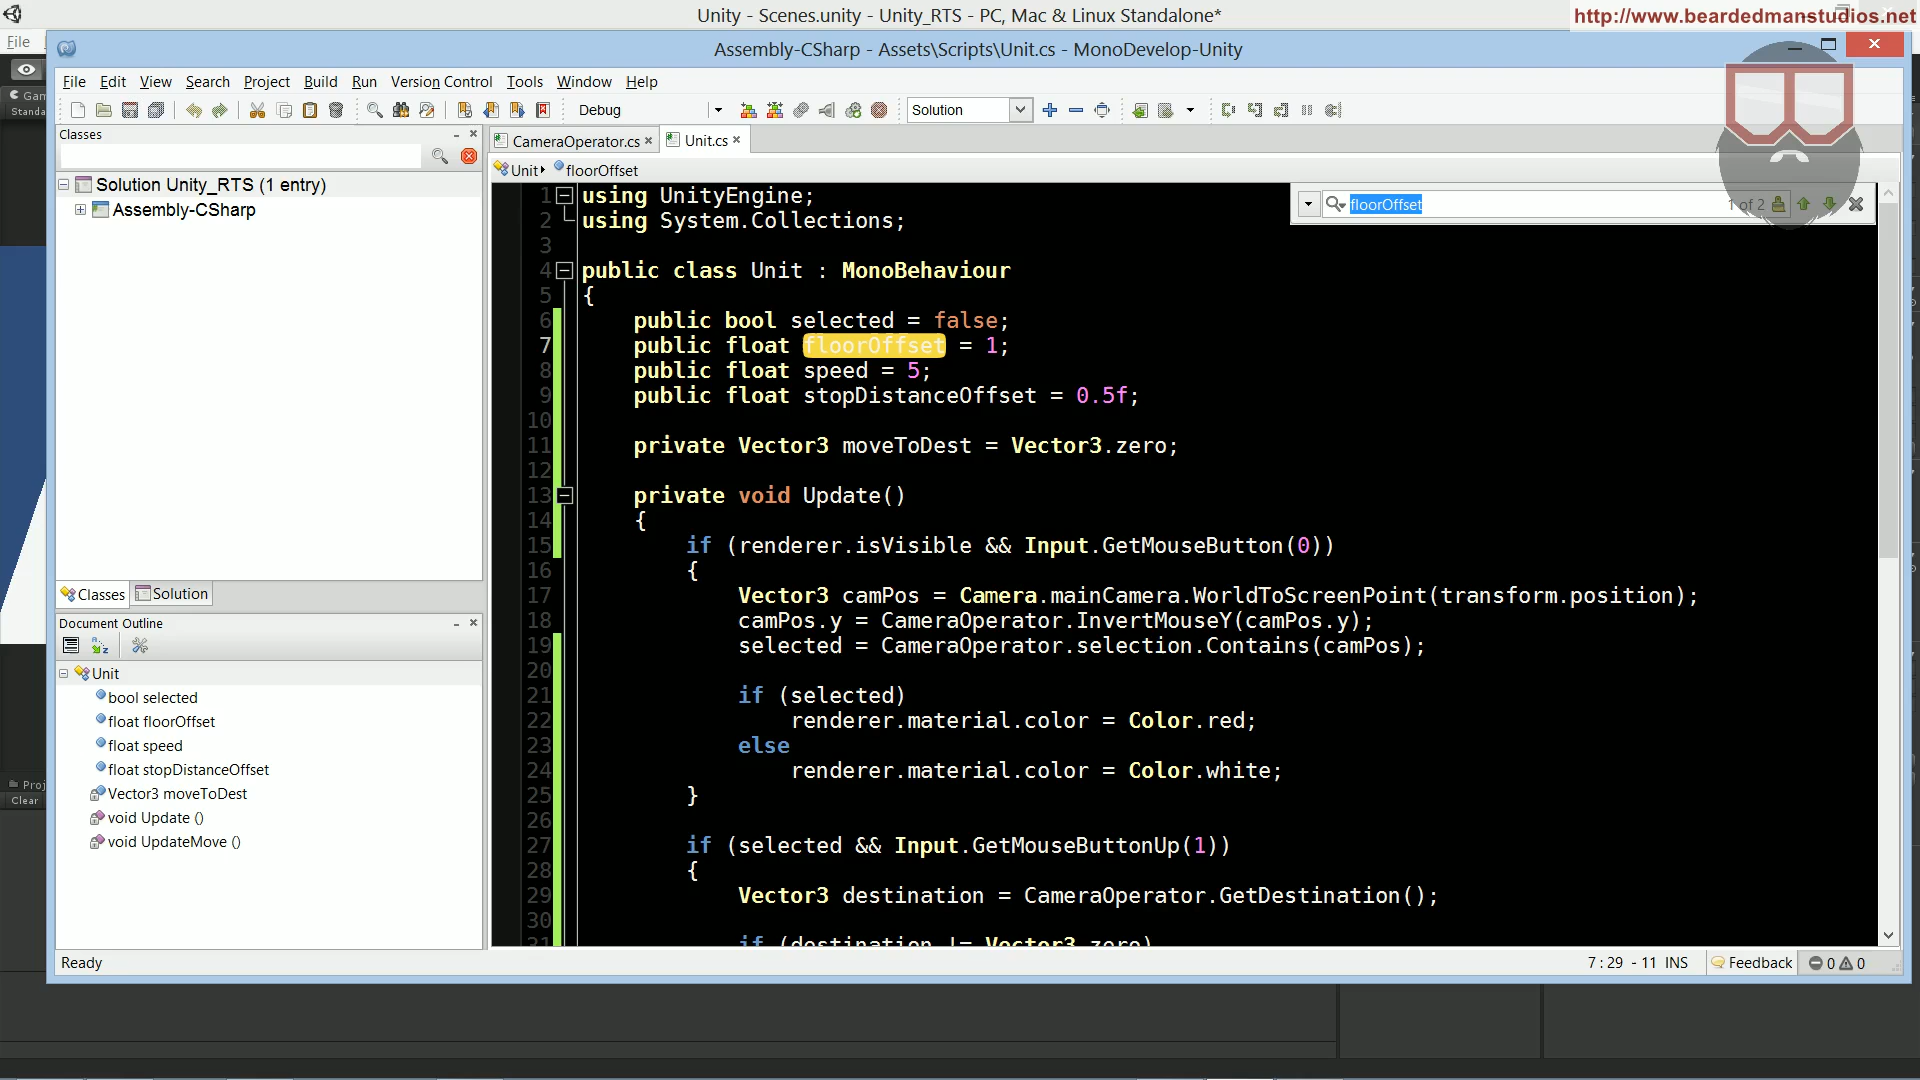 Unity - Scenes.unity - Unity_RTS - PC, Mac & Linux Standalone*
http://www.beardedmanstudios.net
File
Assembly-CSharp - Assets\Scripts\Unit.cs - MonoDevelop-Unity
File Edit View Search Project Build Run Version Control Tools Window Help
Gam
Standa
Debug
Solution
Classes
CameraOperator.cs
Unit.cs
Unit
floorOffset
floorOffset
1 of 2
Solution Unity_RTS (1 entry)
Assembly-CSharp
1 using UnityEngine;
2 using System.Collections;
3
4 public class Unit : MonoBehaviour
5 {
6 public bool selected = false;
7 public float floorOffset = 1;
8 public float speed = 5;
9 public float stopDistanceOffset = 0.5f;
10
11 private Vector3 moveToDest = Vector3.zero;
12
13 private void Update()
14 {
15 if (renderer.isVisible && Input.GetMouseButton(0))
16 {
17 Vector3 camPos = Camera.mainCamera.WorldToScreenPoint(transform.position);
18 camPos.y = CameraOperator.InvertMouseY(camPos.y);
19 selected = CameraOperator.selection.Contains(camPos);
20
21 if (selected)
22 renderer.material.color = Color.red;
23 else
24 renderer.material.color = Color.white;
25 }
26
27 if (selected && Input.GetMouseButtonUp(1))
28 {
29 Vector3 destination = CameraOperator.GetDestination();
30
31 if (destination != Vector3.zero)
Classes
Solution
Document Outline
Unit
bool selected
float floorOffset
float speed
float stopDistanceOffset
Vector3 moveToDest
void Update ()
void UpdateMove ()
Proj
Clear
Ready
7 : 29 - 11 INS
Feedback
0
0